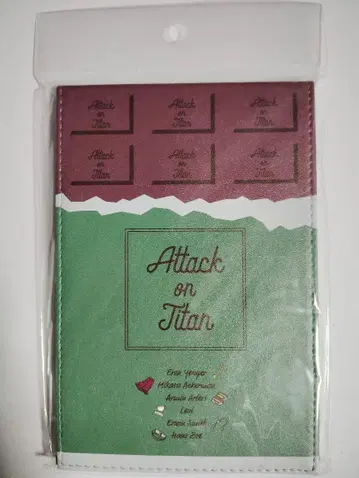 Attack
on
Titan
Attack
on
Titan
Attack
on
Titan
Attack
on
Titan
Attack
on
Titan
Attack
on
Titan
Attack
on
Titan
Eren Yeager
Mikasa Ackerman
Armin Arlert
Levi
Erwin Smith
Hange Zoë